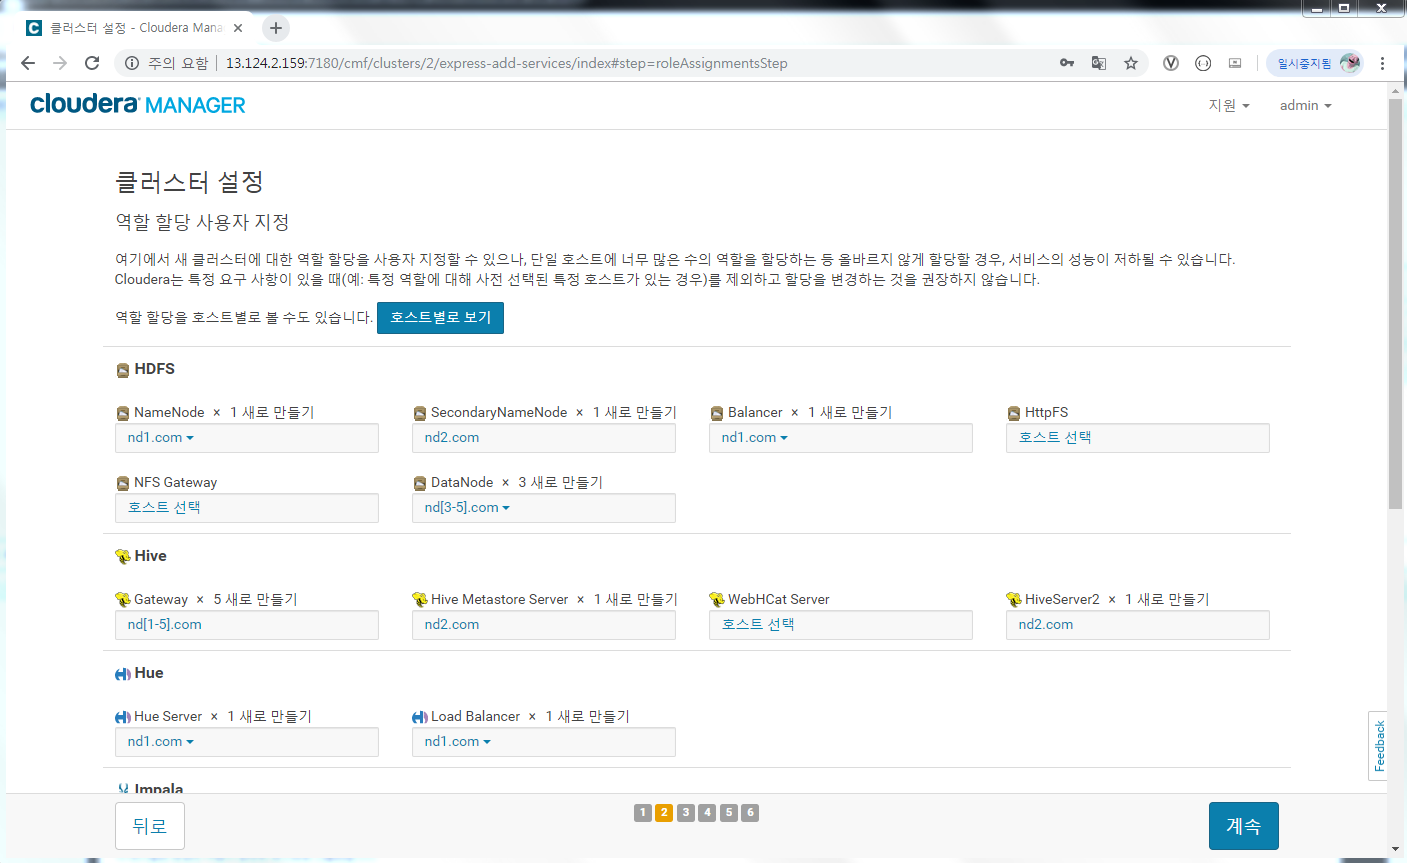 클러스터 설정 - Cloudera Mana
주의 요함 | 13.124.2.159:7180/cmf/clusters/2/express-add-services/index#step=roleAssignmentsStep
일시중지됨
cloudera MANAGER
지원
admin
클러스터 설정
역할 할당 사용자 지정
여기에서 새 클러스터에 대한 역할 할당을 사용자 지정할 수 있으나, 단일 호스트에 너무 많은 수의 역할을 할당하는 등 올바르지 않게 할당할 경우, 서비스의 성능이 저하될 수 있습니다.
Cloudera는 특정 요구 사항이 있을 때(예: 특정 역할에 대해 사전 선택된 특정 호스트가 있는 경우)를 제외하고 할당을 변경하는 것을 권장하지 않습니다.
역할 할당을 호스트별로 볼 수도 있습니다. 호스트별로 보기
HDFS
NameNode × 1 새로 만들기
nd1.com
SecondaryNameNode × 1 새로 만들기
nd2.com
Balancer × 1 새로 만들기
nd1.com
HttpFS
호스트 선택
NFS Gateway
호스트 선택
DataNode × 3 새로 만들기
nd[3-5].com
Hive
Gateway × 5 새로 만들기
nd[1-5].com
Hive Metastore Server × 1 새로 만들기
nd2.com
WebHCat Server
호스트 선택
HiveServer2 × 1 새로 만들기
nd2.com
Hue
Hue Server × 1 새로 만들기
nd1.com
Load Balancer × 1 새로 만들기
nd1.com
Impala
Feedback
뒤로
1 2 3 4 5 6
계속